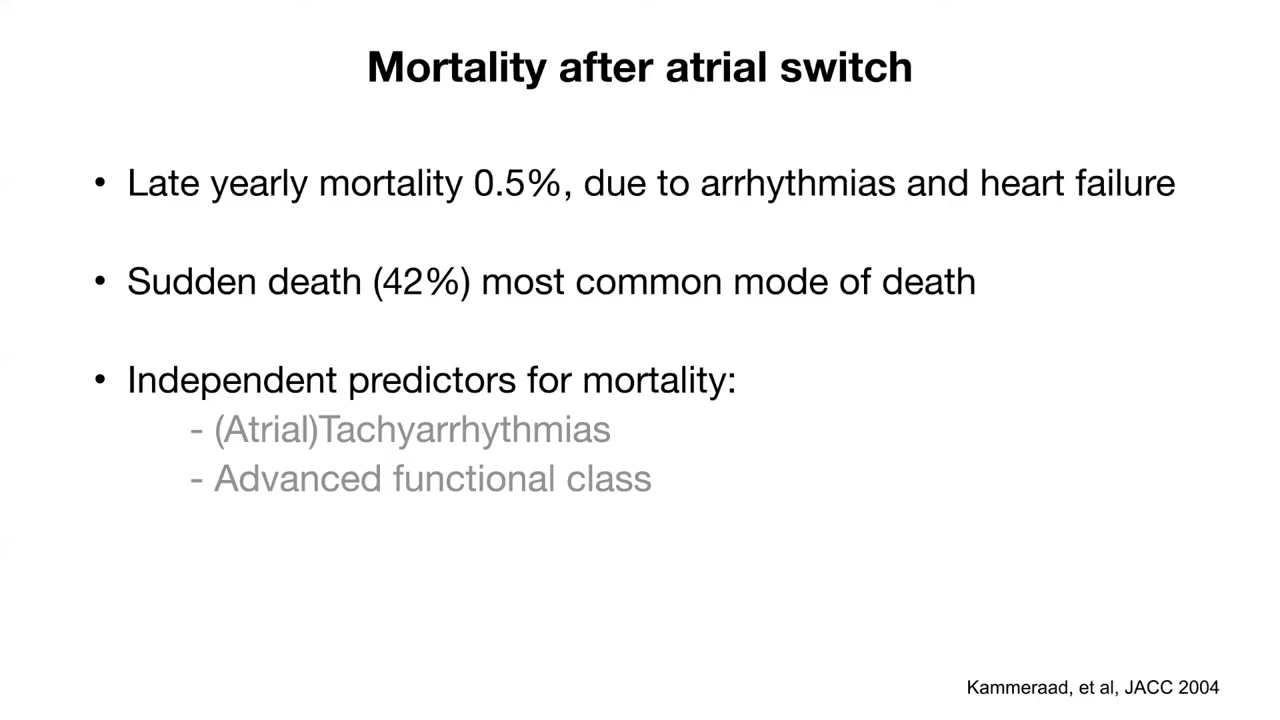 Mortality after atrial switch
• Late yearly mortality 0.5%, due to arrhythmias and heart failure
• Sudden death (42%) most common mode of death
• Independent predictors for mortality:
- (Atrial)Tachyarrhythmias
- Advanced functional class
Kammeraad, et al, JACC 2004